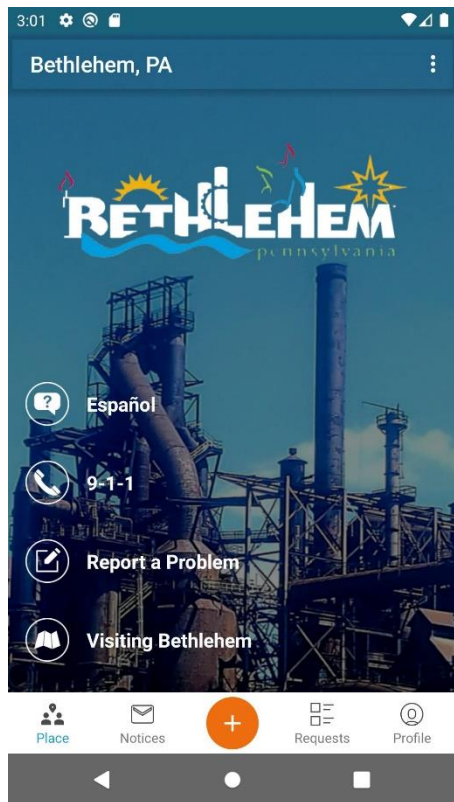 3:01
Bethlehem, PA
BETHLEHEM
pennsylvania
Español
9-1-1
Report a Problem
Visiting Bethlehem
Place
Notices
Requests
Profile